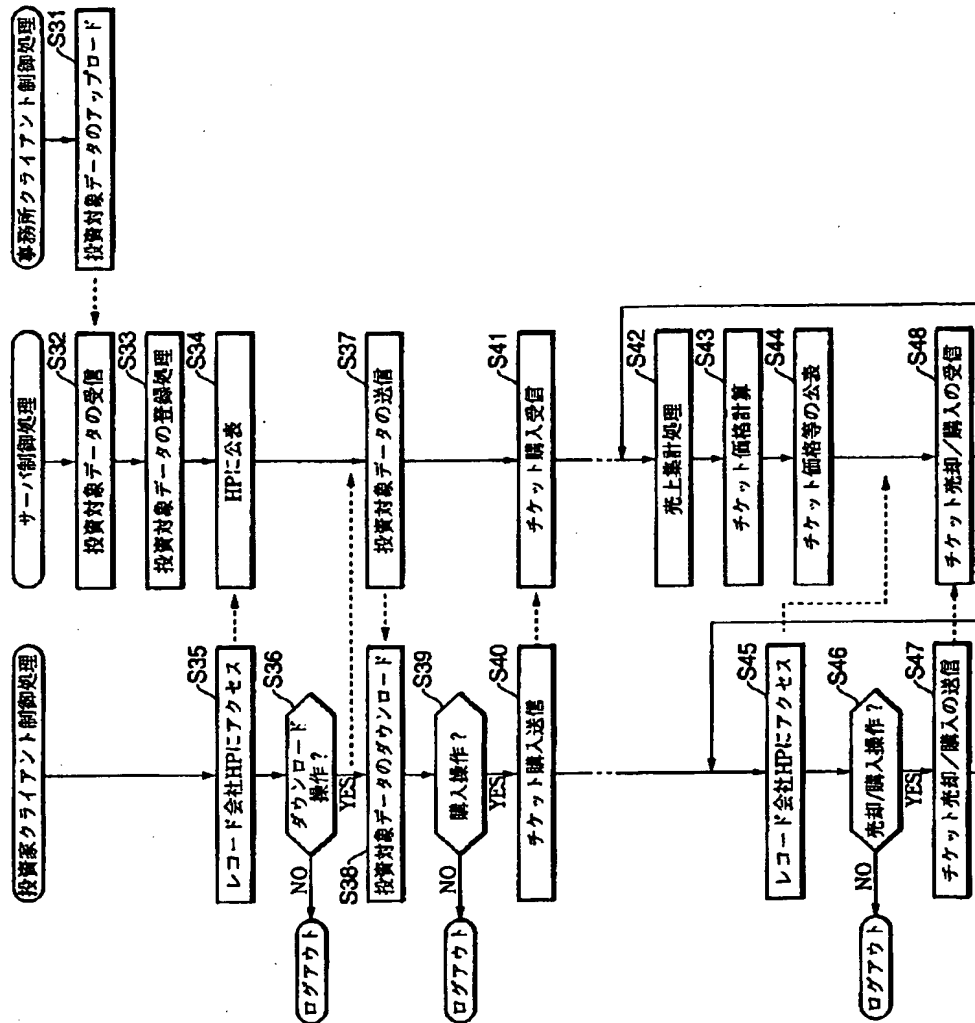 事務所クライアント制御処理
S31
投資対象データのアップロード
サーバ制御処理
S32
投資対象データの受信
S33
投資対象データの登録処理
S34
HPに公表
S37
投資対象データの送信
S41
チケット購入受信
S42
売上集計処理
S43
チケット価格計算
S44
チケット価格等の公表
S48
チケット売却/購入の受信
投資家クライアント制御処理
S35
レコード会社HPにアクセス
S36
ダウンロード
操作?
YES
NO
ログアウト
S38
投資対象データのダウンロード
S39
購入操作?
YES
NO
ログアウト
S40
チケット購入送信
S45
レコード会社HPにアクセス
S46
売却/購入操作?
YES
NO
ログアウト
S47
チケット売却/購入の送信